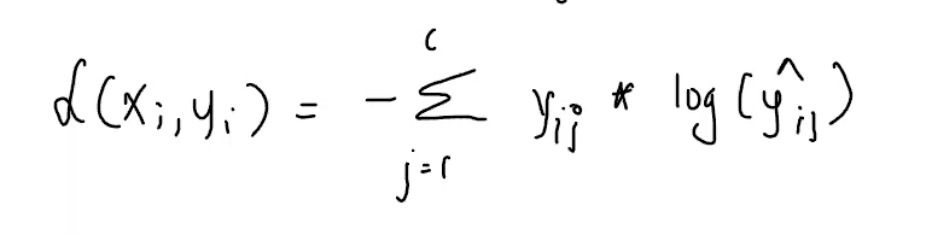 L(xᵢ, yᵢ) = - ∑_{j=1}^{c} yᵢⱼ * log(ŷᵢⱼ)